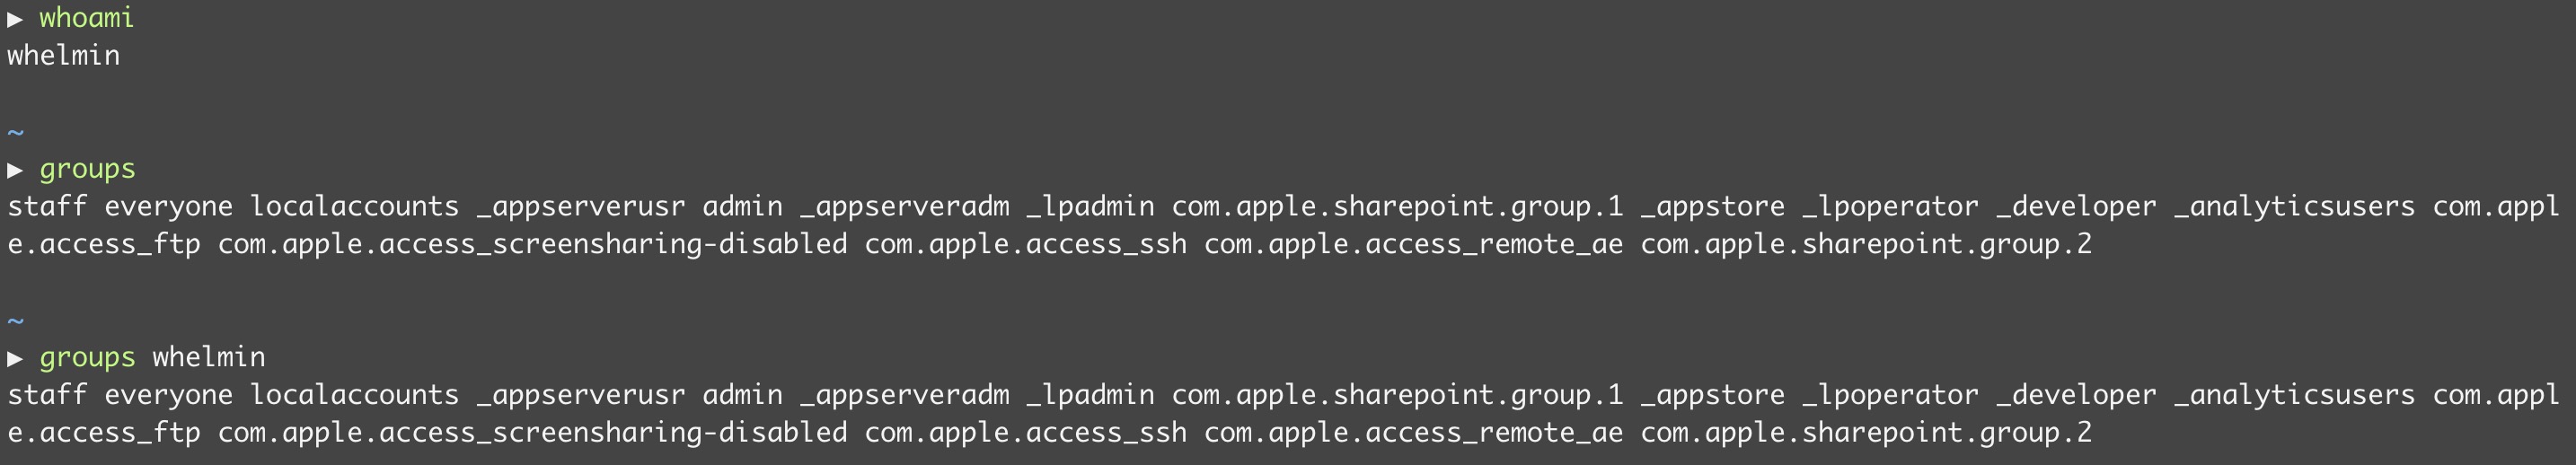 ▶ whoami
whelmin
~
▶ groups
staff everyone localaccounts _appserverusr admin _appserveradm _lpadmin com.apple.sharepoint.group.1 _appstore _lpoperator _developer _analyticsusers com.appl
e.access_ftp com.apple.access_screensharing-disabled com.apple.access_ssh com.apple.access_remote_ae com.apple.sharepoint.group.2
~
▶ groups whelmin
staff everyone localaccounts _appserverusr admin _appserveradm _lpadmin com.apple.sharepoint.group.1 _appstore _lpoperator _developer _analyticsusers com.appl
e.access_ftp com.apple.access_screensharing-disabled com.apple.access_ssh com.apple.access_remote_ae com.apple.sharepoint.group.2